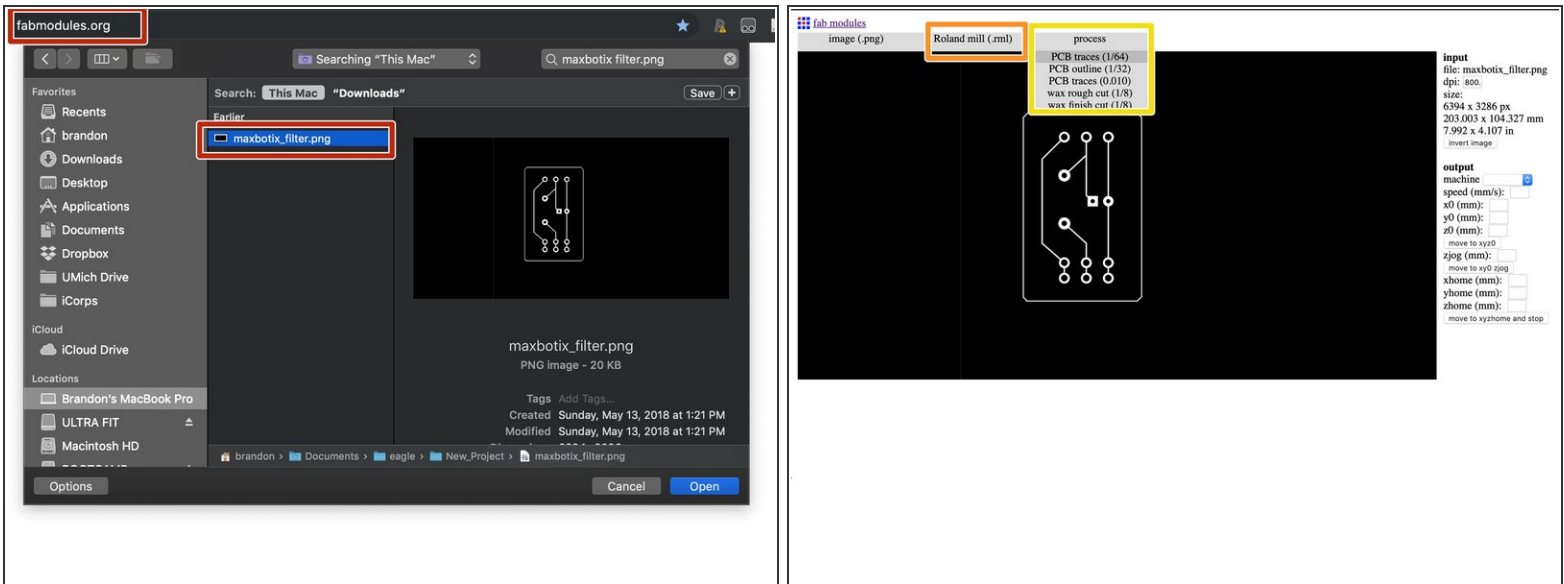 fabmodules.org
Searching "This Mac"
maxbotix filter.png
Favorites
Recents
brandon
Downloads
Desktop
Applications
Documents
Dropbox
UMich Drive
iCorps
iCloud
iCloud Drive
Locations
Brandon's MacBook Pro
ULTRA FIT
Macintosh HD
Search: This Mac "Downloads" Save +
Earlier
maxbotix_filter.png
maxbotix_filter.png
PNG image - 20 KB
Tags Add Tags...
Created Sunday, May 13, 2018 at 1:21 PM
Modified Sunday, May 13, 2018 at 1:21 PM
brandon › Documents › eagle › New_Project › maxbotix_filter.png
Options Cancel Open
fab modules
image (.png) Roland mill (.rml) process
PCB traces (1/64)
PCB outline (1/32)
PCB traces (0.010)
wax rough cut (1/8)
wax finish cut (1/8)
input
file: maxbotix_filter.png
dpi: 800.
size:
6394 x 3286 px
203.003 x 104.327 mm
7.992 x 4.107 in
invert image
output
machine
speed (mm/s):
x0 (mm):
y0 (mm):
z0 (mm):
move to xyz0
zjog (mm):
move to xy0 zjog
xhome (mm):
yhome (mm):
zhome (mm):
move to xyzhome and stop